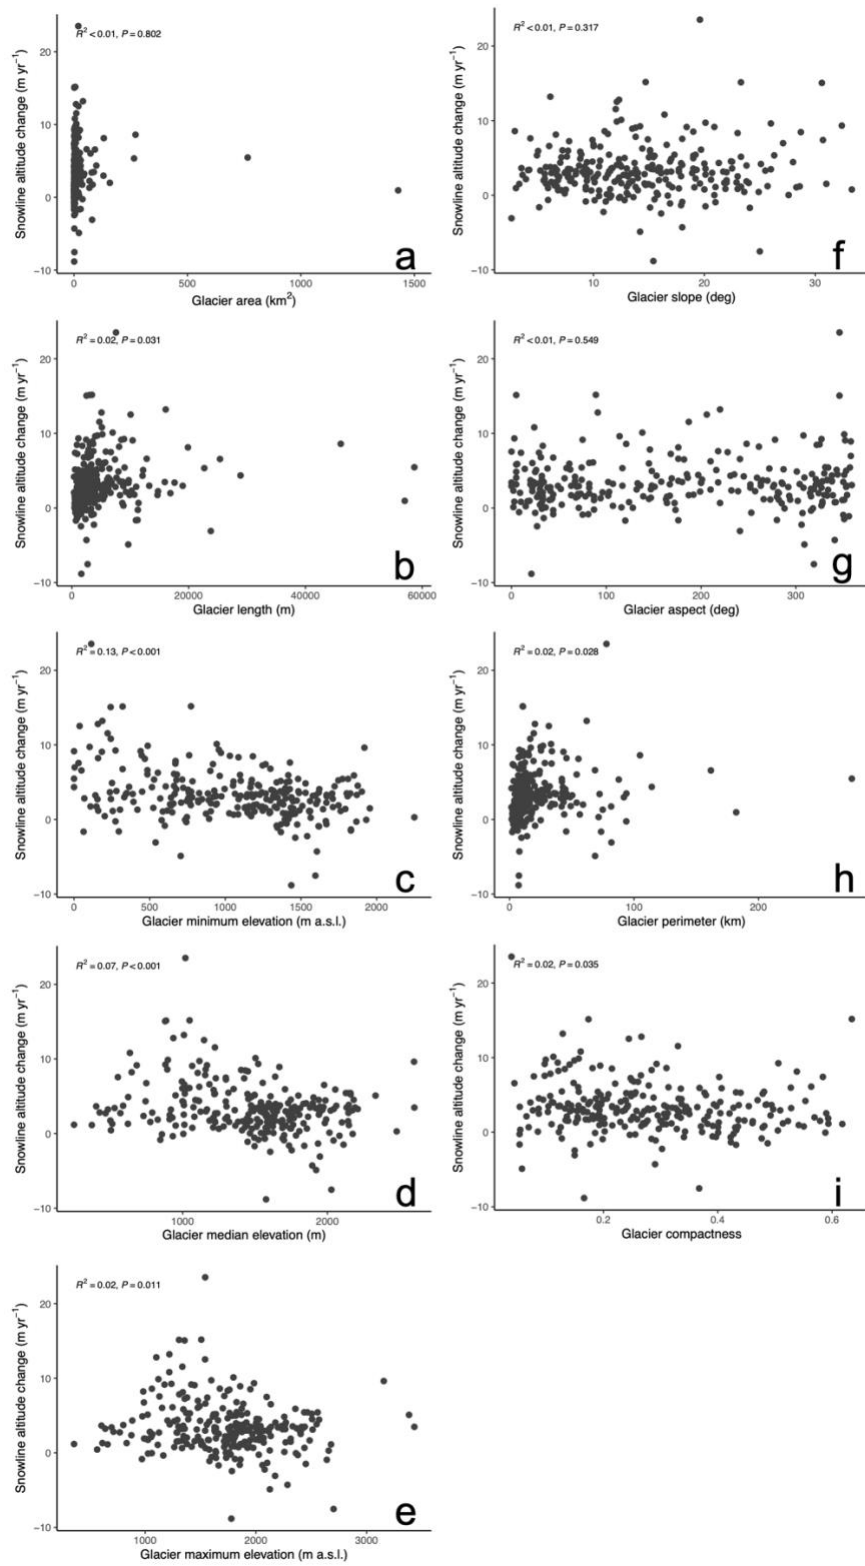 R² < 0.01, P = 0.802
Snowline altitude change (m yr⁻¹)
20
10
0
−10
0 500 1000 1500
Glacier area (km²)
a
R² = 0.02, P = 0.031
Snowline altitude change (m yr⁻¹)
20
10
0
−10
0 20000 40000 60000
Glacier length (m)
b
R² = 0.13, P < 0.001
Snowline altitude change (m yr⁻¹)
20
10
0
−10
0 500 1000 1500 2000
Glacier minimum elevation (m a.s.l.)
c
R² = 0.07, P < 0.001
Snowline altitude change (m yr⁻¹)
20
10
0
−10
1000 2000
Glacier median elevation (m)
d
R² = 0.02, P = 0.011
Snowline altitude change (m yr⁻¹)
20
10
0
−10
1000 2000 3000
Glacier maximum elevation (m a.s.l.)
e
R² < 0.01, P = 0.317
Snowline altitude change (m yr⁻¹)
20
10
0
−10
10 20 30
Glacier slope (deg)
f
R² < 0.01, P = 0.549
Snowline altitude change (m yr⁻¹)
20
10
0
−10
0 100 200 300
Glacier aspect (deg)
g
R² = 0.02, P = 0.028
Snowline altitude change (m yr⁻¹)
20
10
0
−10
0 100 200
Glacier perimeter (km)
h
R² = 0.02, P = 0.035
Snowline altitude change (m yr⁻¹)
20
10
0
−10
0.2 0.4 0.6
Glacier compactness
i